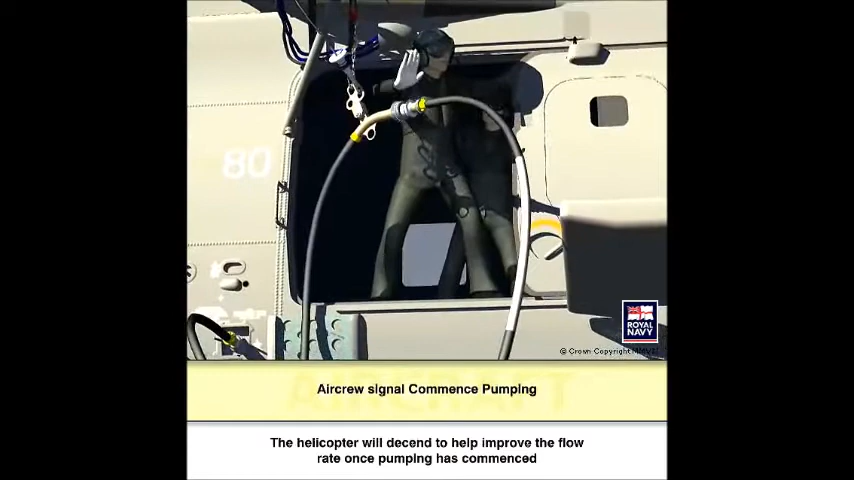 80
ROYAL
NAVY
© Crown Copyright
Aircrew signal Commence Pumping
The helicopter will decend to help improve the flow
rate once pumping has commenced